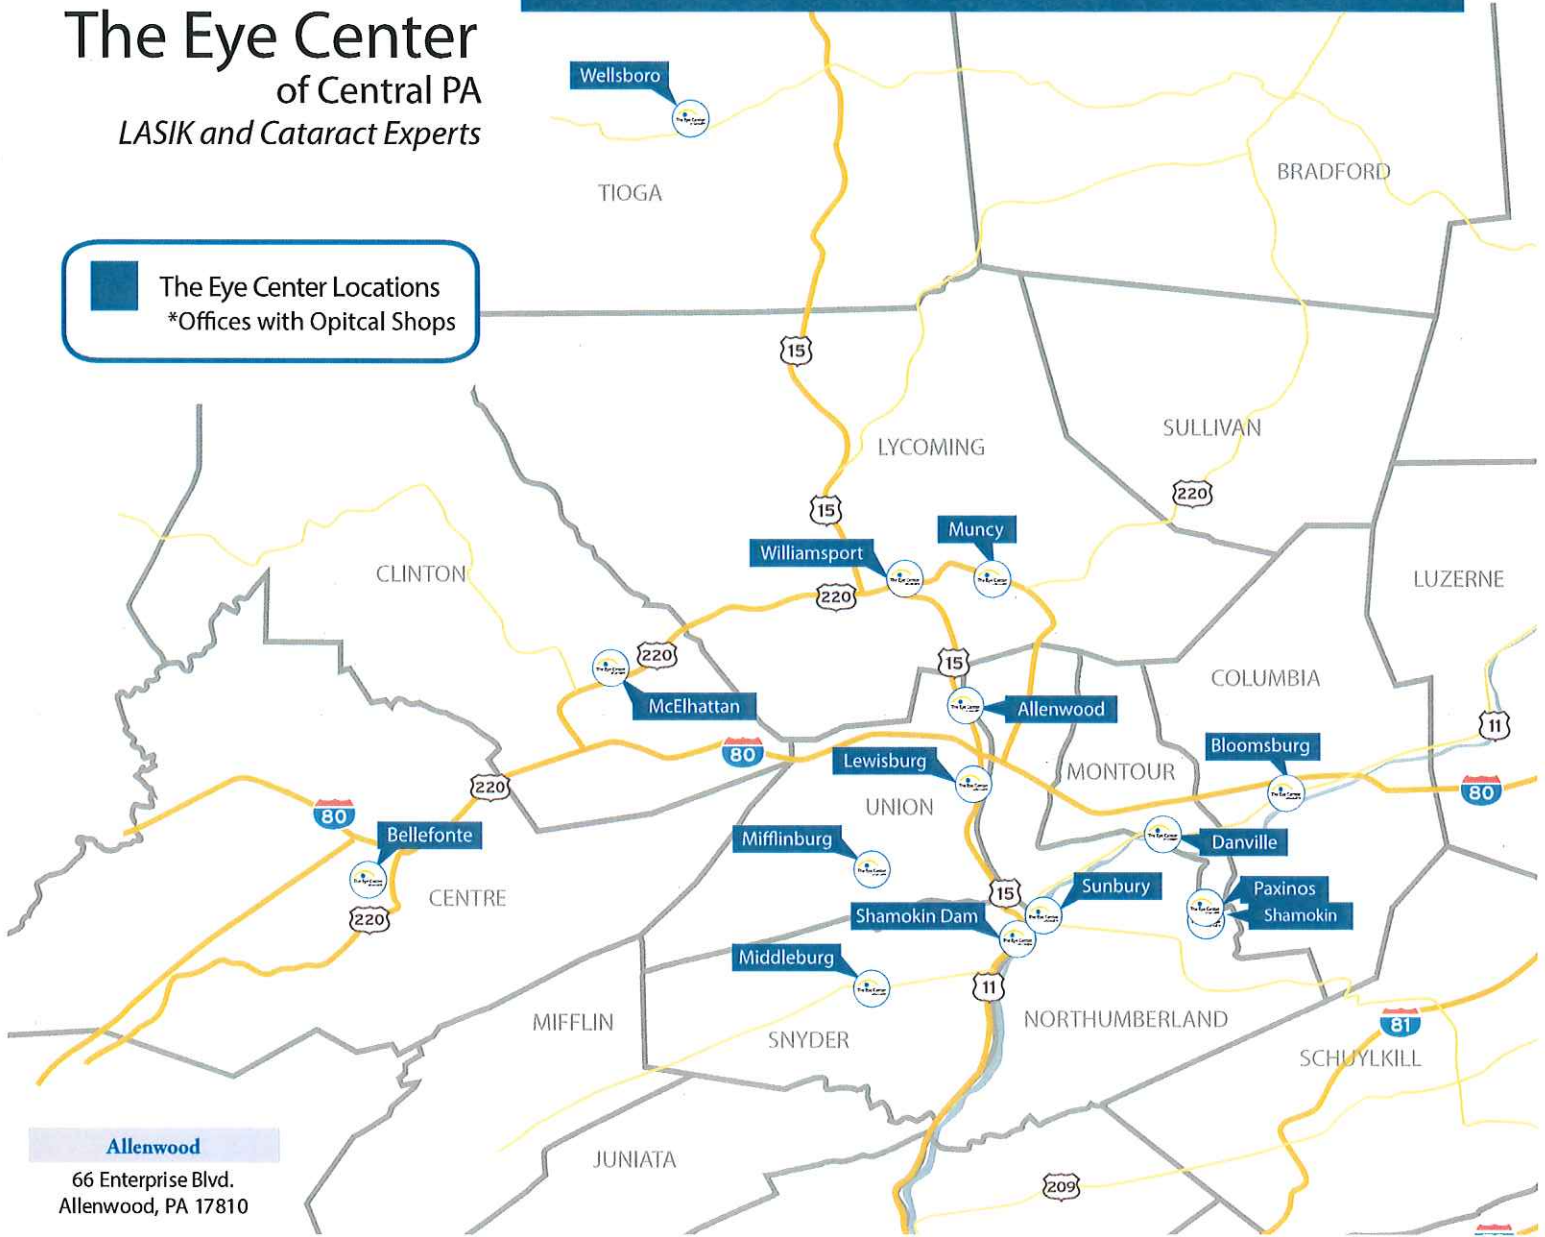 The Eye Center
of Central PA
LASIK and Cataract Experts
The Eye Center Locations
*Offices with Opitcal Shops
Wellsboro
TIOGA
BRADFORD
15
LYCOMING
SULLIVAN
220
15
Williamsport
Muncy
CLINTON
220
LUZERNE
220
15
McElhattan
Allenwood
COLUMBIA
11
80
Lewisburg
Bloomsburg
MONTOUR
220
80
80
UNION
Bellefonte
Mifflinburg
Danville
CENTRE
220
15
Sunbury
Paxinos
Shamokin Dam
Shamokin
Middleburg
11
MIFFLIN
SNYDER
NORTHUMBERLAND
81
SCHUYLKILL
Allenwood
66 Enterprise Blvd.
Allenwood, PA 17810
JUNIATA
209